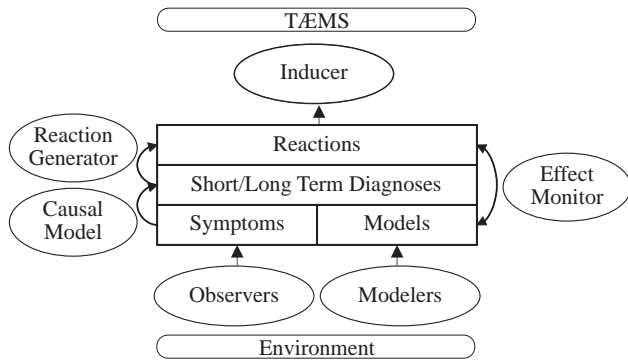 TÆMS
Inducer
Reaction
Generator
Reactions
Short/Long Term Diagnoses
Effect
Monitor
Causal
Model
Symptoms
Models
Observers
Modelers
Environment